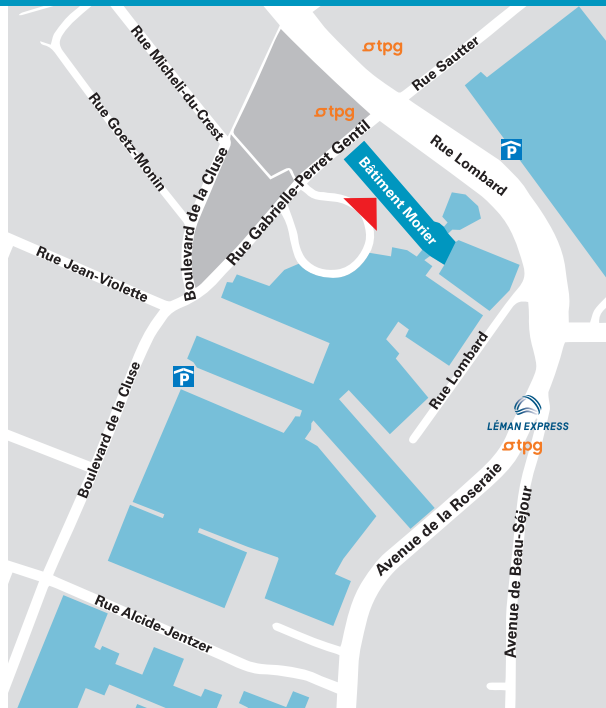 tpg
Rue Sautter
Rue Micheli-du-Crest
tpg
Rue Goetz-Monin
Boulevard de la Cluse
Rue Gabrielle-Perret Gentil
Rue Lombard
P
Bâtiment Morier
Rue Jean-Violette
P
Boulevard de la Cluse
Rue Lombard
LÉMAN EXPRESS
tpg
Avenue de la Roseraie
Avenue de Beau-Séjour
Rue Alcide-Jentzer